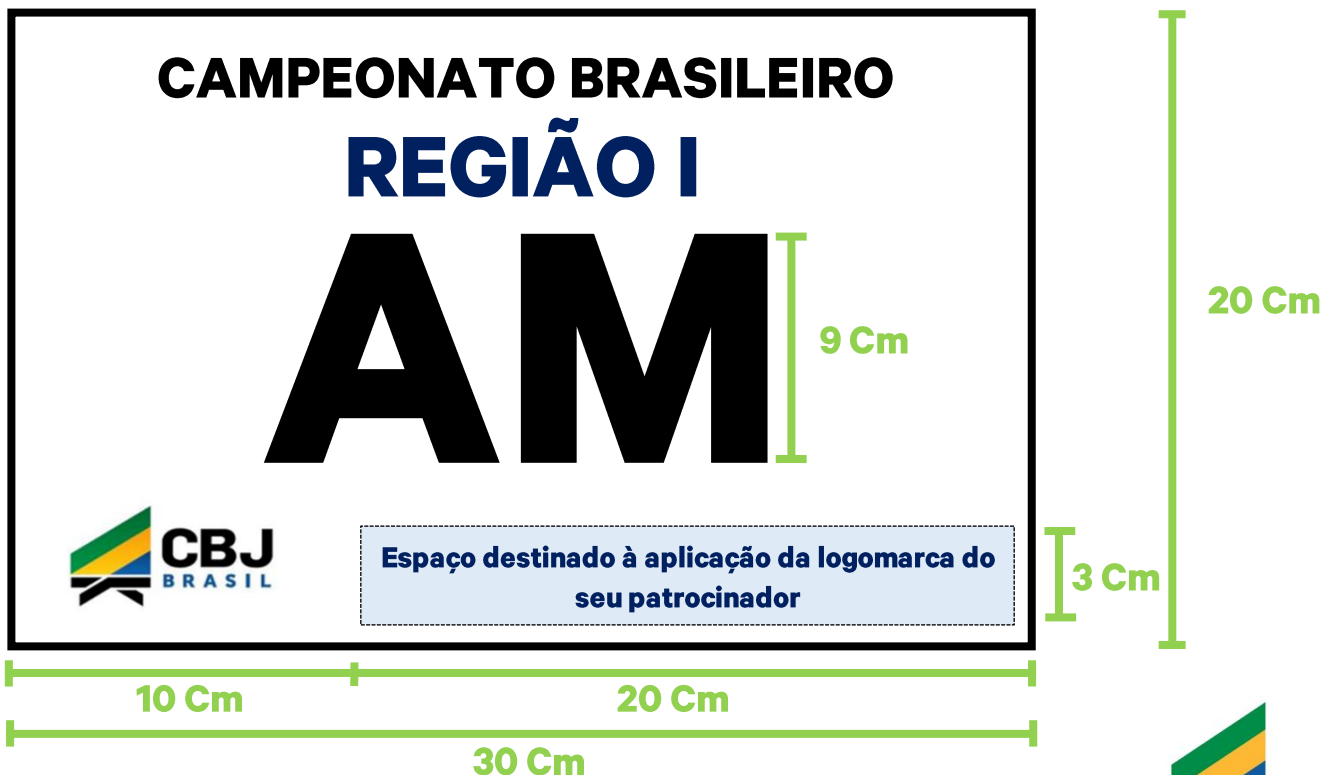 CAMPEONATO BRASILEIRO
REGIÃO I
AM
9 Cm
20 Cm
CBJ
BRASIL
Espaço destinado à aplicação da logomarca do
seu patrocinador
3 Cm
10 Cm
20 Cm
30 Cm